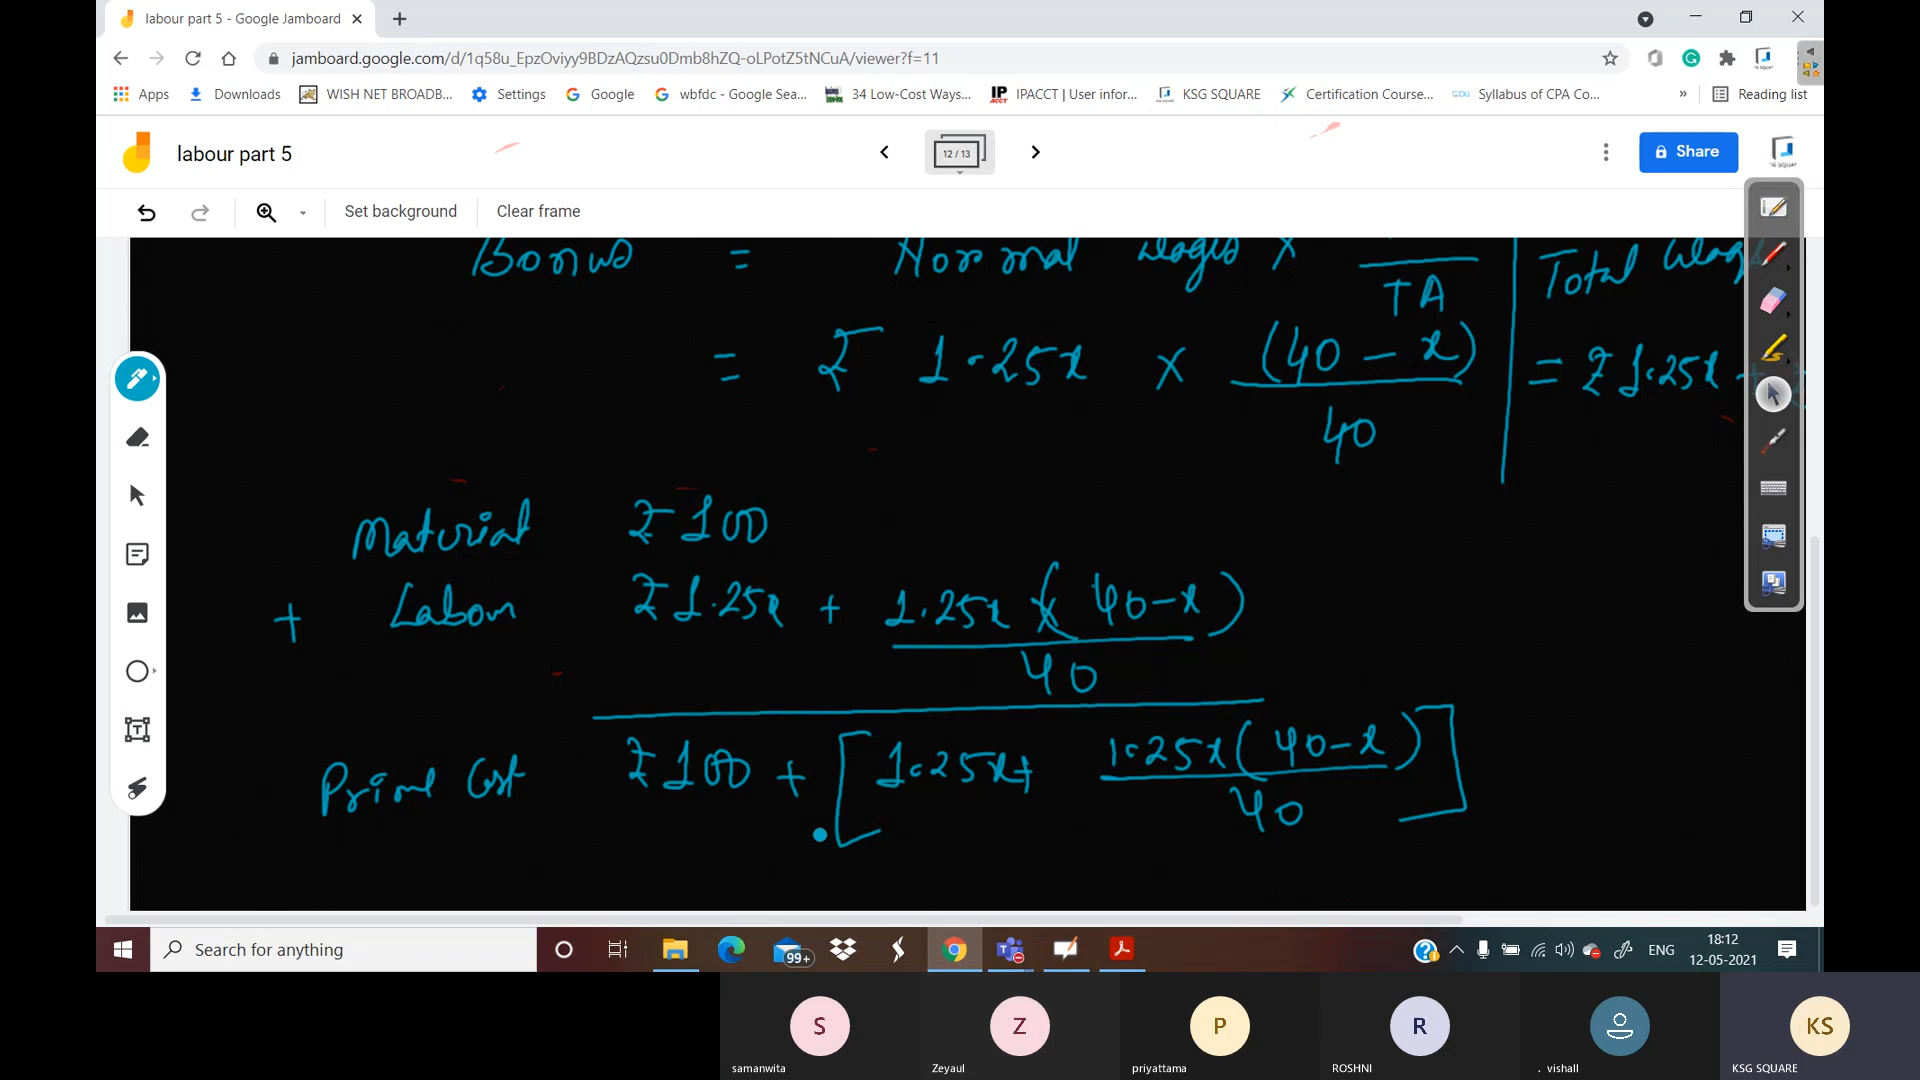 labour part 5 - Google Jamboard
jamboard.google.com/d/1q58u_EpzOviyy9BDzAQzsu0Dmb8hZQ-oLPotZ5tNCuA/viewer?f=11
Apps Downloads WISH NET BROADB... Settings Google wbfdc - Google Sea... 34 Low-Cost Ways... IPACCT | User infor... KSG SQUARE Certification Course... Syllabus of CPA Co... » Reading list
labour part 5 12 / 13 Share
Set background Clear frame
Bonus = Normal Wages × TA Total Wages
= ₹ 1.25x × (40 - x) / 40 = ₹ 1.25x +
Material ₹ 100
+ Labour ₹ 1.25x + 1.25x (40-x) / 40
Prime Cost ₹ 100 + [ 1.25x + 1.25x (40-x) / 40 ]
Search for anything 99+ ENG 18:12
12-05-2021
S Z P R KS
samanwita Zeyaul priyattama ROSHNI . vishall KSG SQUARE